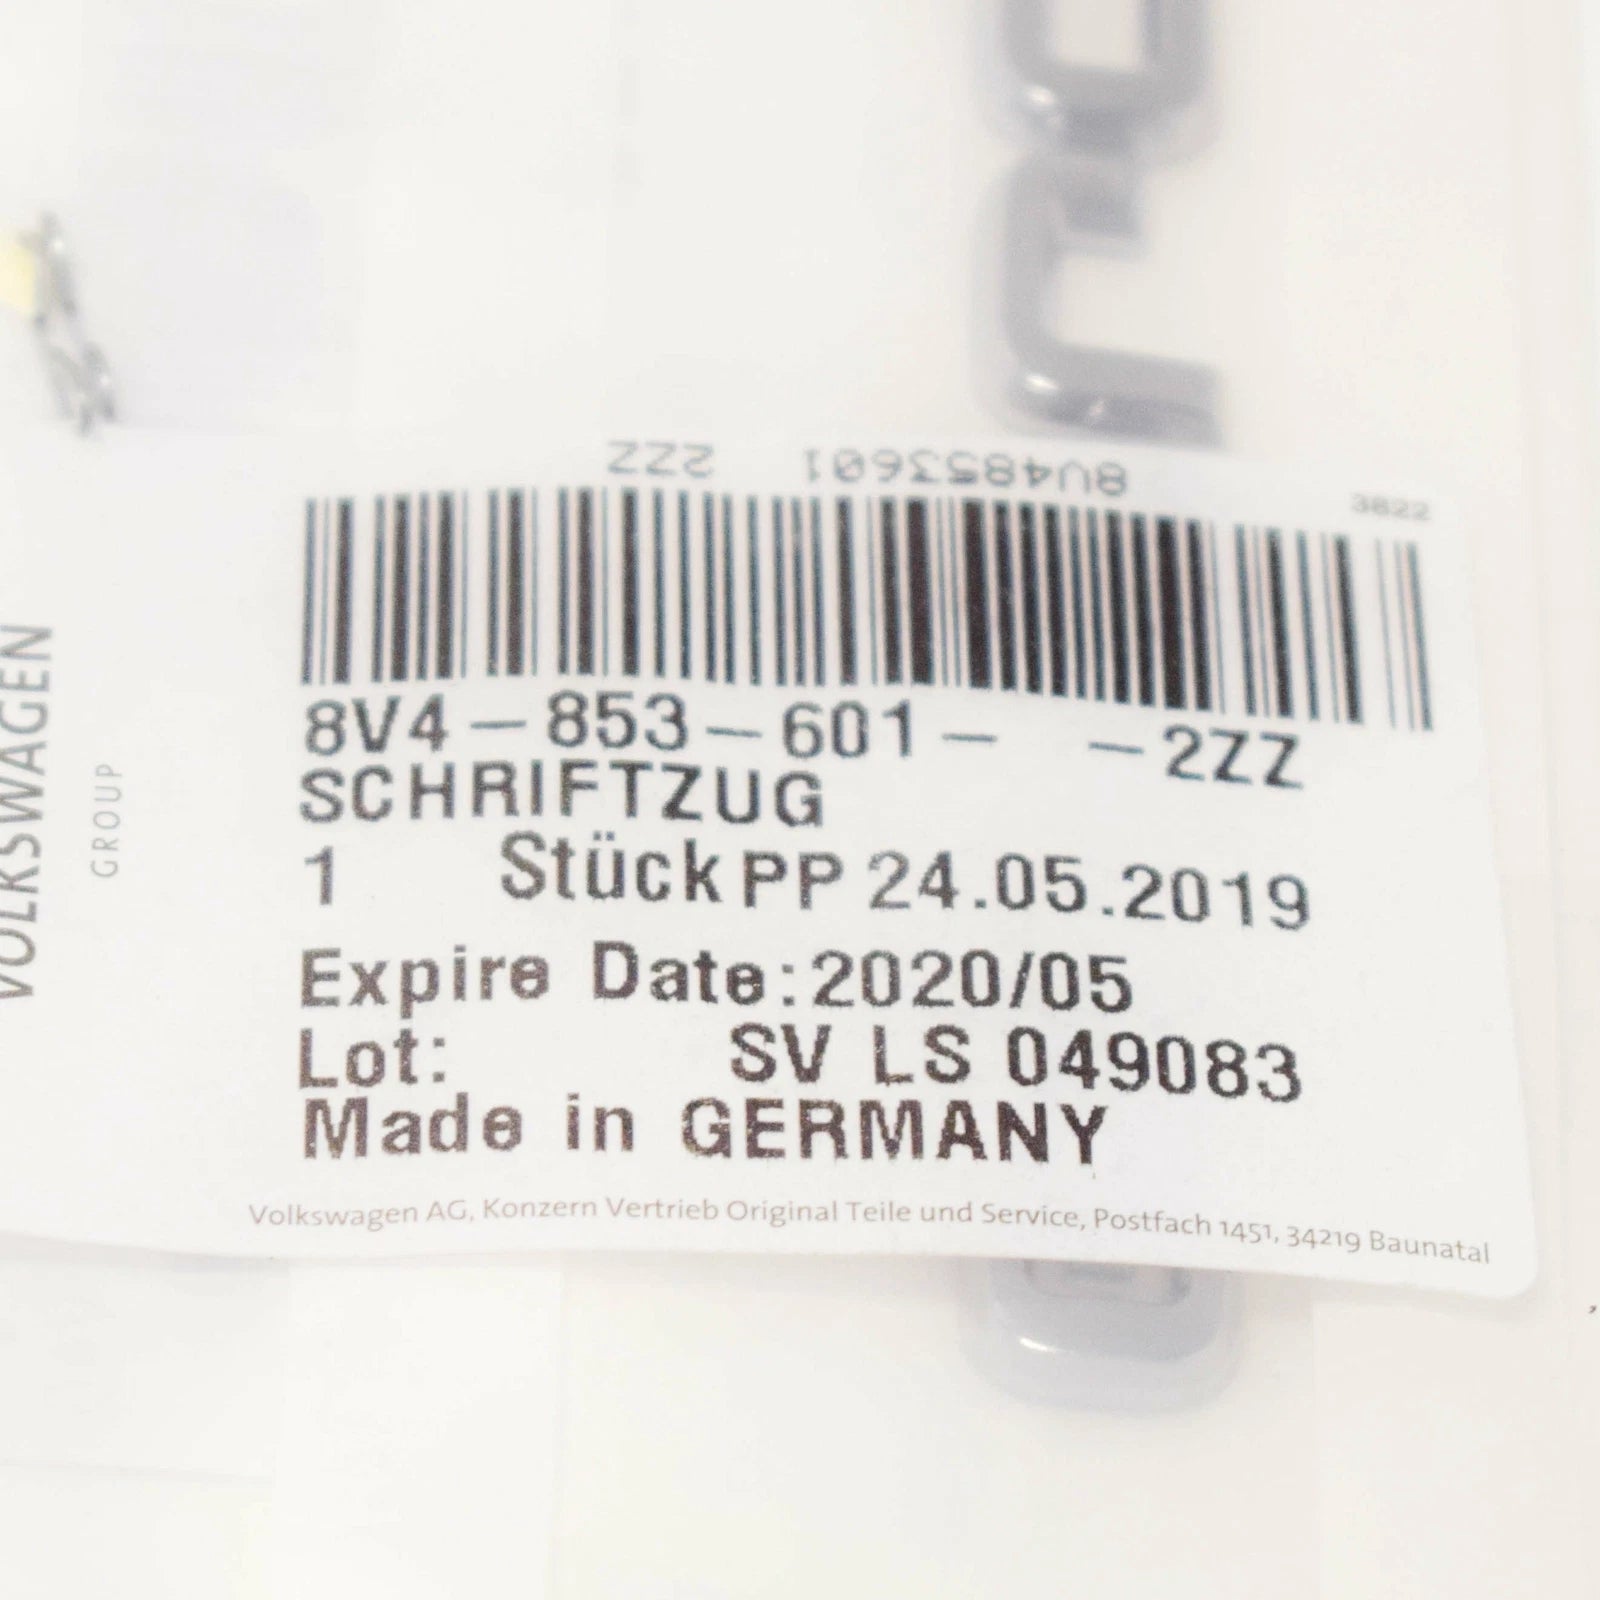 8V4853601 2ZZ
3822
8V4-853-601- -2ZZ
SCHRIFTZUG
1 Stück PP 24.05.2019
Expire Date:2020/05
Lot: SV LS 049083
Made in GERMANY
Volkswagen AG, Konzern Vertrieb Original Teile und Service, Postfach 1451, 34219 Baunatal
VOLKSWAGEN
GROUP